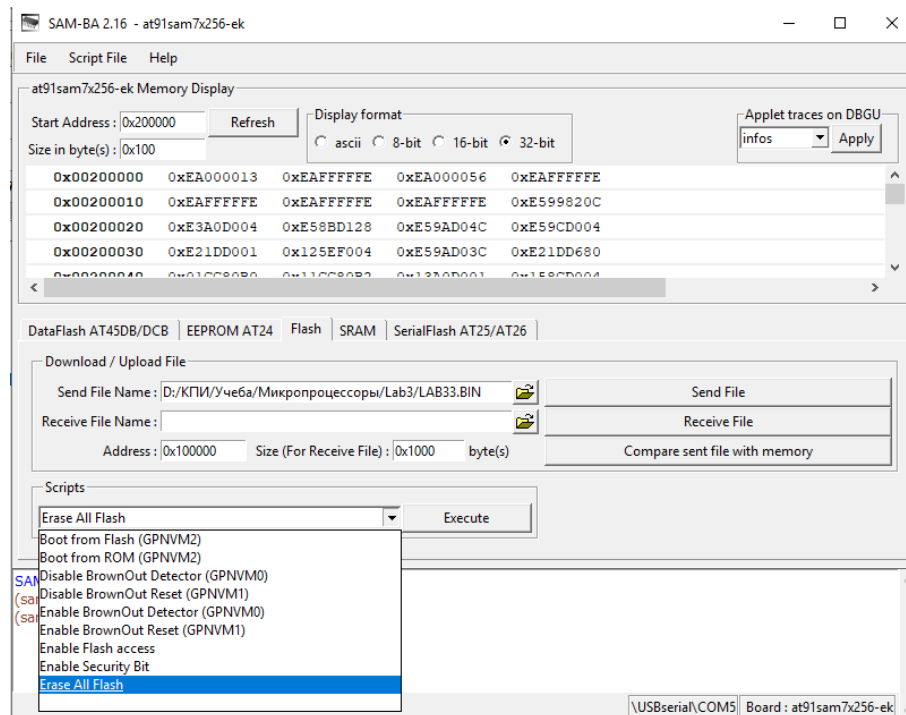 SAM-BA 2.16 - at91sam7x256-ek
File Script File Help
at91sam7x256-ek Memory Display
Start Address : 0x200000 Refresh
Size in byte(s) : 0x100
Display format
ascii 8-bit 16-bit 32-bit
Applet traces on DBGU
infos Apply
0x00200000 0xEA000013 0xEAFFFFFE 0xEA000056 0xEAFFFFFE
0x00200010 0xEAFFFFFE 0xEAFFFFFE 0xEAFFFFFE 0xE599820C
0x00200020 0xE3A0D004 0xE58BD128 0xE59AD04C 0xE59CD004
0x00200030 0xE21DD001 0x125EF004 0xE59AD03C 0xE21DD680
0x00200040 0x01CC80B0 0x11CC80B2 0x13A0D001 0x158CD004
DataFlash AT45DB/DCB EEPROM AT24 Flash SRAM SerialFlash AT25/AT26
Download / Upload File
Send File Name : D:/КПИ/Учеба/Микропроцессоры/Lab3/LAB33.BIN Send File
Receive File Name : Receive File
Address : 0x100000 Size (For Receive File) : 0x1000 byte(s) Compare sent file with memory
Scripts
Erase All Flash Execute
Boot from Flash (GPNVM2)
Boot from ROM (GPNVM2)
Disable BrownOut Detector (GPNVM0)
Disable BrownOut Reset (GPNVM1)
Enable BrownOut Detector (GPNVM0)
Enable BrownOut Reset (GPNVM1)
Enable Flash access
Enable Security Bit
Erase All Flash
\USBserial\COM5 Board : at91sam7x256-ek